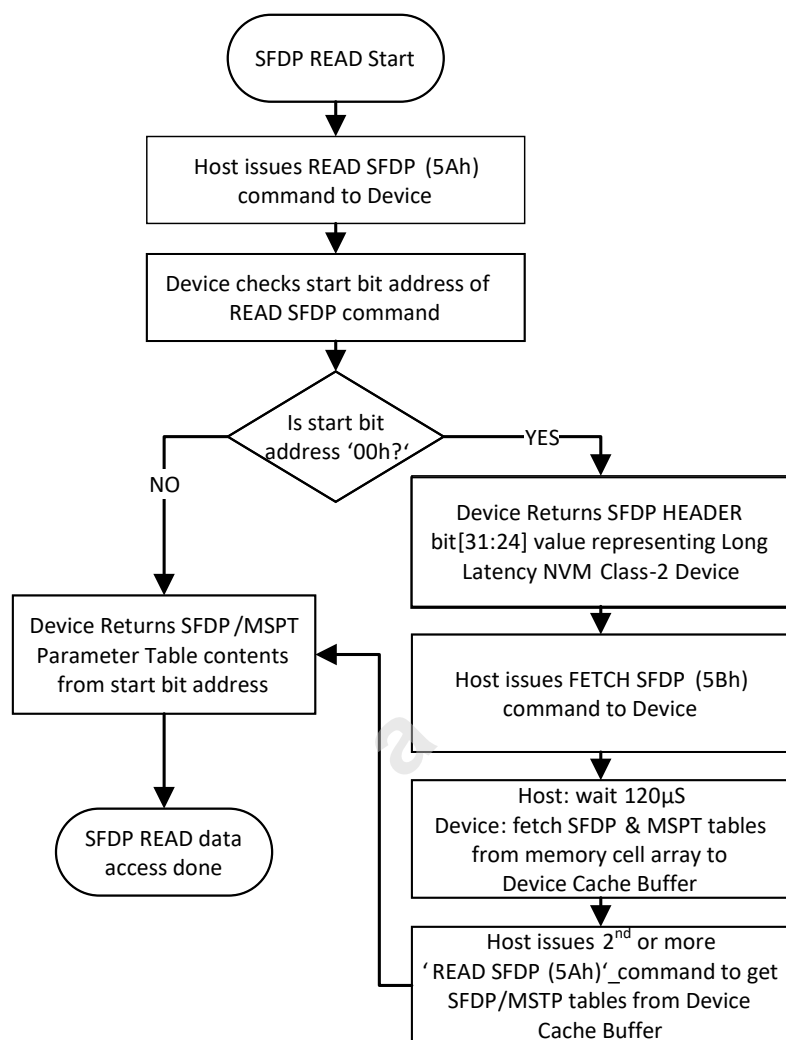 SFDP READ Start
Host issues READ SFDP (5Ah)
command to Device
Device checks start bit address of
READ SFDP command
Is start bit
address ‘00h?‘
YES
NO
Device Returns SFDP HEADER
bit[31:24] value representing Long
Latency NVM Class-2 Device
Device Returns SFDP/MSPT
Parameter Table contents
from start bit address
Host issues FETCH SFDP (5Bh)
command to Device
a
Host: wait 120µS
Device: fetch SFDP & MSPT tables
from memory cell array to
Device Cache Buffer
SFDP READ data
access done
Host issues 2nd or more
‘READ SFDP (5Ah)‘_command to get
SFDP/MSTP tables from Device
Cache Buffer